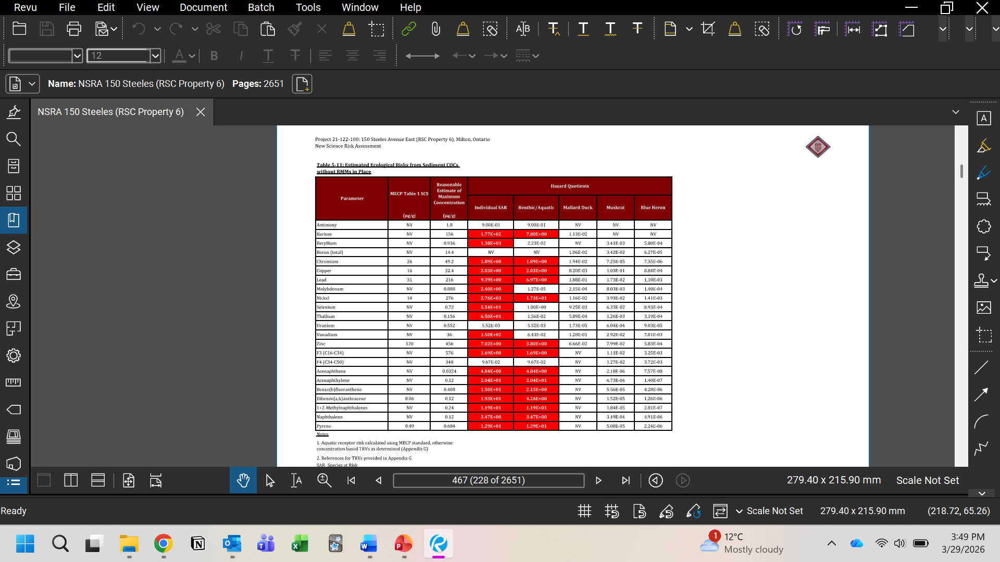 Revu File Edit View Document Batch Tools Window Help
12
Name: NSRA 150 Steeles (RSC Property 6) Pages: 2651
NSRA 150 Steeles (RSC Property 6)
Project 21-122-100: 150 Steeles Avenue East (RSC Property 6), Milton, Ontario
New Science Risk Assessment
DS
Table 5-11: Estimated Ecological Risks from Sediment COCs
without RMMs in Place
Parameter MECP Table 1 SCS (µg/g) Reasonable Estimate of Maximum Concentration (µg/g) Hazard Quotients
Individual SAR Benthic/Aquatic Mallard Duck Muskrat Blue Heron
Antimony NV 1.8 9.00E-01 9.00E-01 NV NV NV
Barium NV 156 1.77E+02 7.80E+00 1.13E-02 NV NV
Beryllium NV 0.936 1.38E+03 2.23E-02 NV 3.41E-03 5.80E-04
Boron (total) NV 14.4 NV NV 1.06E-02 3.42E-02 6.27E-05
Chromium 26 49.2 1.89E+00 1.89E+00 1.94E-02 7.25E-05 7.35E-06
Copper 16 32.4 2.03E+00 2.03E+00 8.20E-03 1.03E-01 8.84E-04
Lead 31 216 9.39E+00 6.97E+00 1.88E-01 1.73E-02 1.10E-03
Molybdenum NV 0.888 2.40E+00 1.27E-05 2.15E-04 8.03E-03 1.40E-04
Nickel 16 276 2.76E+03 1.73E+01 1.16E-02 3.93E-02 1.41E-03
Selenium NV 0.72 5.54E+01 1.00E+00 9.25E-03 6.33E-02 8.93E-04
Thallium NV 0.156 6.50E+01 1.56E-02 5.89E-04 1.26E-03 3.19E-04
Uranium NV 0.552 5.52E-03 5.52E-03 1.73E-05 6.04E-04 9.03E-05
Vanadium NV 36 1.50E+02 6.43E-02 1.28E-01 2.92E-02 7.01E-03
Zinc 120 456 7.02E+00 3.80E+00 6.66E-02 7.99E-02 5.83E-04
F3 (C16-C34) NV 576 1.69E+00 1.69E+00 NV 1.11E-02 3.25E-03
F4 (C34-C50) NV 348 9.67E-02 9.67E-02 NV 1.27E-02 3.72E-03
Acenaphthene NV 0.0324 4.84E+00 4.84E+00 NV 2.10E-06 7.57E-08
Acenaphthylene NV 0.12 2.04E+01 2.04E+01 NV 6.73E-06 1.40E-07
Benzo(b)fluoranthene NV 0.408 1.50E+01 2.15E+00 NV 5.56E-05 4.28E-06
Dibenzo(a,h)anthracene 0.06 0.12 1.93E+01 4.26E+00 NV 1.52E-05 1.26E-06
1+2-Methylnaphthalenes NV 0.24 1.19E+01 1.19E+01 NV 1.84E-05 2.81E-07
Naphthalene NV 0.12 3.47E+00 3.47E+00 NV 3.49E-04 4.91E-06
Pyrene 0.49 0.684 1.29E+01 1.29E+01 NV 5.08E-05 2.24E-06
Notes
1. Aquatic receptor risk calculated using MECP standard, otherwise
concentration based TRVs as determined (Appendix G)
2. References for TRVs provided in Appendix G
SAR- Species at Risk
467 (228 of 2651) 279.40 x 215.90 mm Scale Not Set
Ready Scale Not Set 279.40 x 215.90 mm (218.72, 65.26)
1 12°C 3:49 PM
Mostly cloudy 3/29/2026